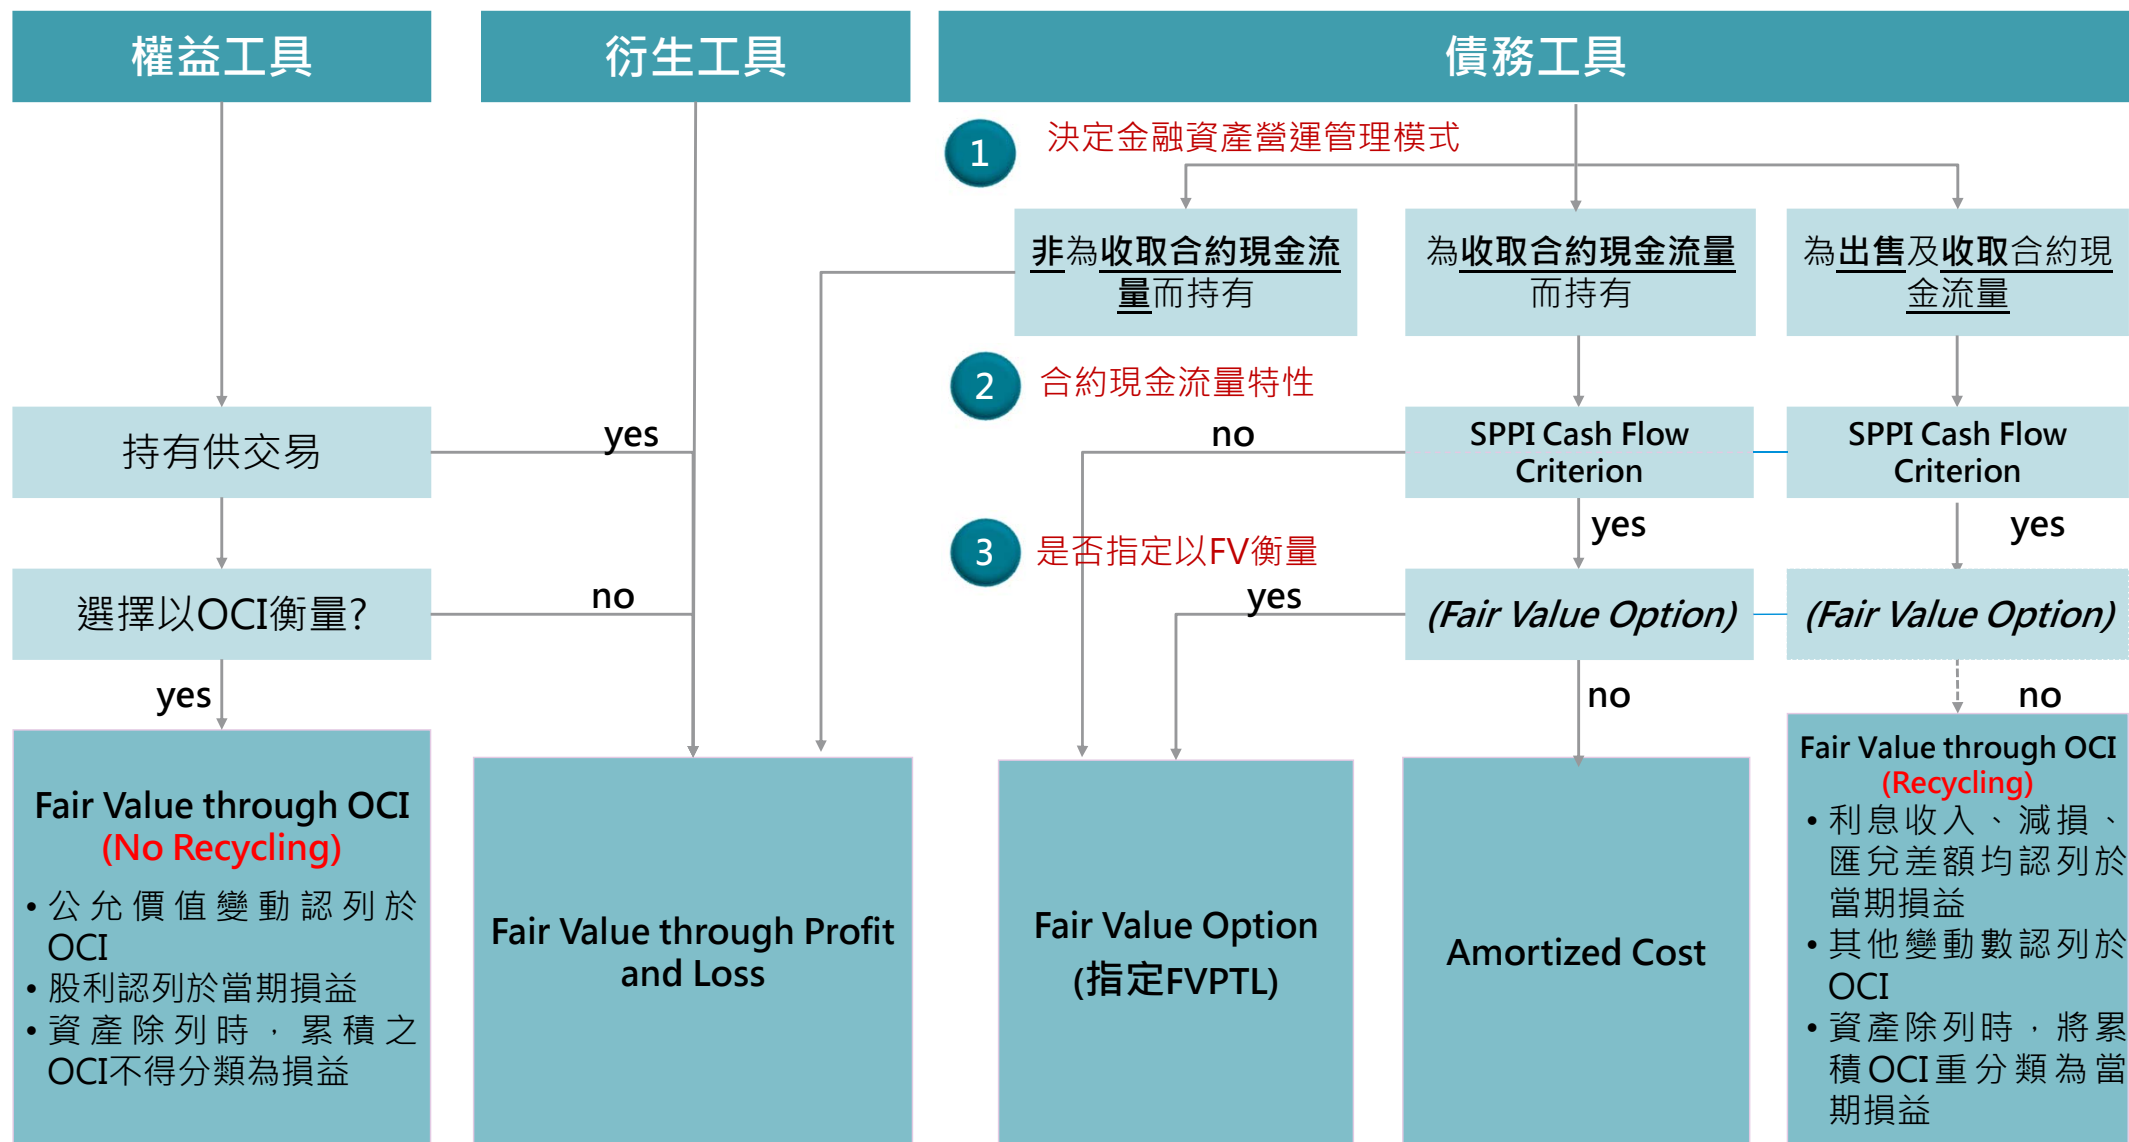 權益工具
衍生工具
債務工具
1
決定金融資產營運管理模式
非為收取合約現金流
量而持有
為收取合約現金流量
而持有
為出售及收取合約現
金流量
2
合約現金流量特性
持有供交易
yes
no
SPPI Cash Flow
Criterion
SPPI Cash Flow
Criterion
yes
yes
3
是否指定以FV衡量
選擇以OCI衡量?
no
yes
(Fair Value Option)
(Fair Value Option)
yes
no
no
Fair Value through OCI
(No Recycling)
• 公允價值變動認列於
OCI
• 股利認列於當期損益
• 資產除列時，累積之
OCI不得分類為損益
Fair Value through Profit
and Loss
Fair Value Option
(指定FVPTL)
Amortized Cost
Fair Value through OCI
(Recycling)
• 利息收入、減損、
匯兌差額均認列於
當期損益
• 其他變動數認列於
OCI
• 資產除列時，將累
積OCI重分類為當
期損益